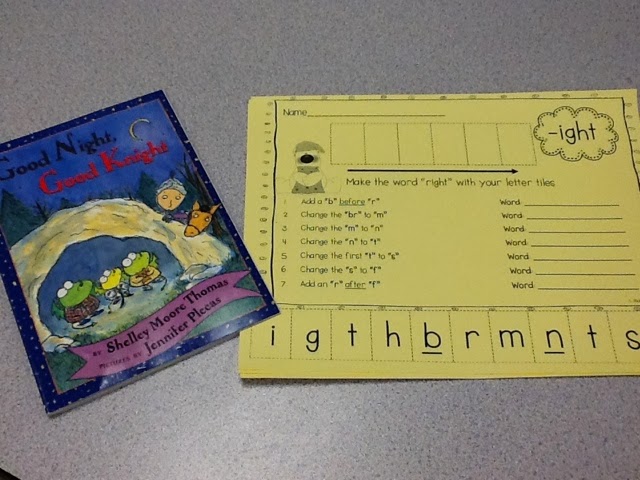 Good Night,
Good Knight
BY Shelley Moore Thomas
PICTURES BY Jennifer Plecas
Name
-ight
Make the word "right" with your letter tiles
1 Add a "b" before "r" Word:
2 Change the "br" to "m" Word:
3 Change the "m" to "n" Word:
4 Change the "n" to "t" Word:
5 Change the first "t" to "s" Word:
6 Change the "s" to "f" Word:
7 Add an "r" after "f" Word:
i g t h b r m n t s